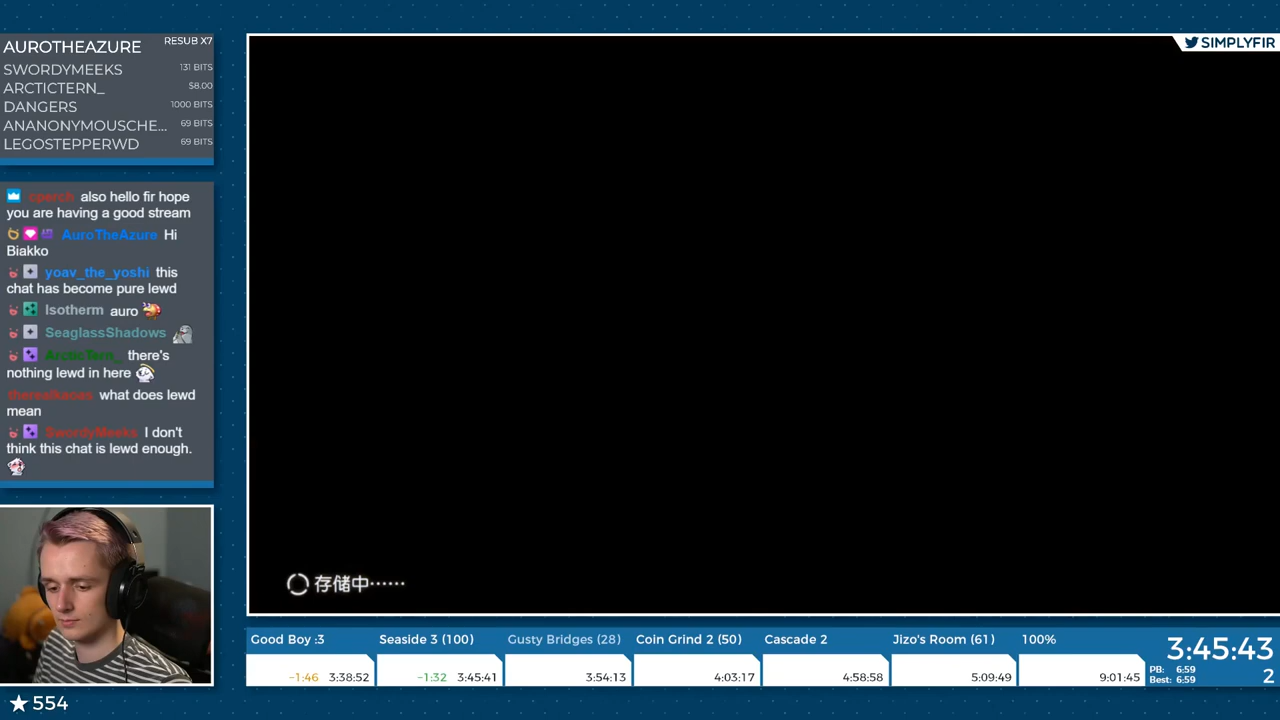 AUROTHEAZURE RESUB X7
SWORDYMEEKS 131 BITS
ARCTICTERN_ $8.00
DANGERS 1000 BITS
ANANONYMOUSCHE... 69 BITS
LEGOSTEPPERWD 69 BITS
cperch also hello fir hope
you are having a good stream
AuroTheAzure Hi
Biakko
yoav_the_yoshi this
chat has become pure lewd
Isotherm auro
SeaglassShadows
ArcticTern_ there's
nothing lewd in here
therealkaoes what does lewd
mean
SwordyMeeks I don't
think this chat is lewd enough.
SIMPLYFIR
存储中……
Good Boy :3
-1:46 3:38:52
Seaside 3 (100)
-1:32 3:45:41
Gusty Bridges (28)
3:54:13
Coin Grind 2 (50)
4:03:17
Cascade 2
4:58:58
Jizo's Room (61)
5:09:49
100%
9:01:45
3:45:43
PB: 6:59
Best: 6:59
2
★ 554